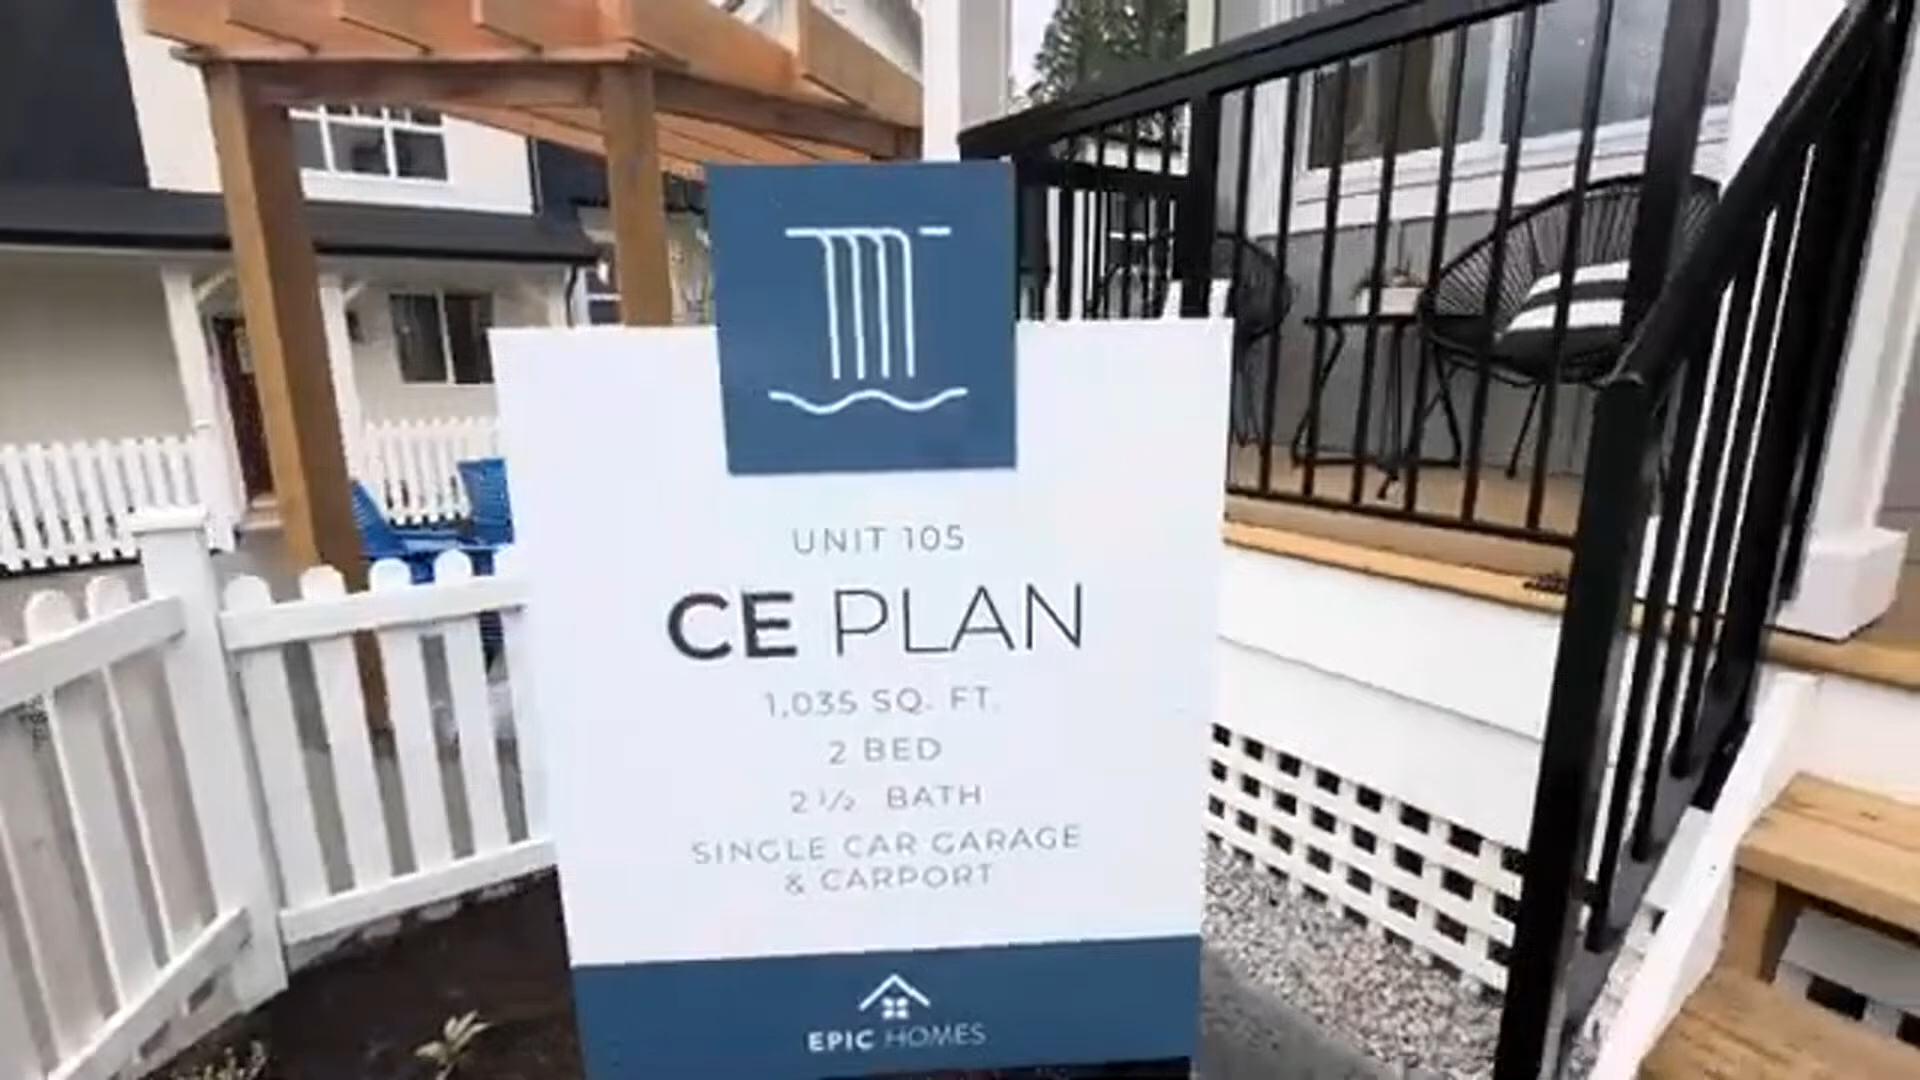 UNIT 105
CE PLAN
1,035 SQ. FT.
2 BED
2 ½ BATH
SINGLE CAR GARAGE
& CARPORT
EPIC HOMES